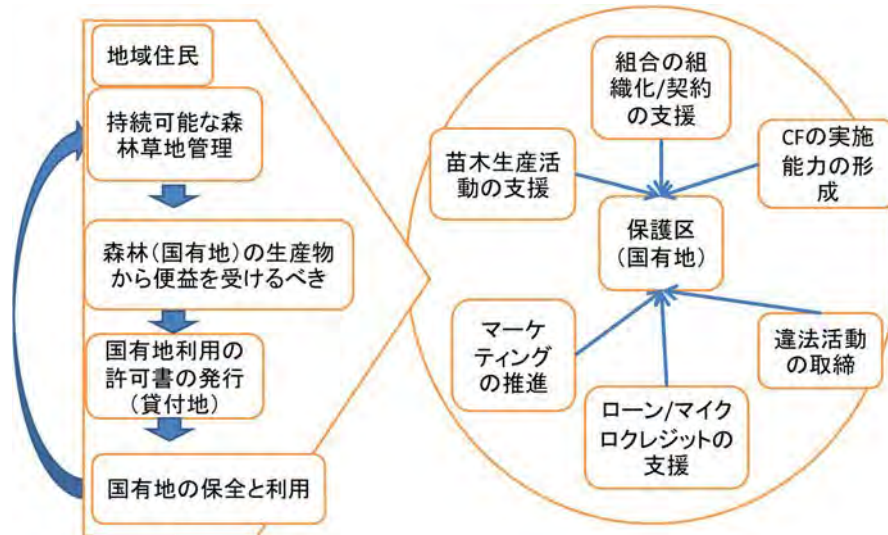 地域住民
持続可能な森
林草地管理
森林（国有地）の生産物
から便益を受けるべき
国有地利用の
許可書の発行
（貸付地）
国有地の保全と利用
組合の組
織化/契約
の支援
苗木生産活
動の支援
CFの実施
能力の形
成
保護区
（国有地）
マーケ
ティング
の推進
ローン/マイク
ロクレジットの
支援
違法活動
の取締